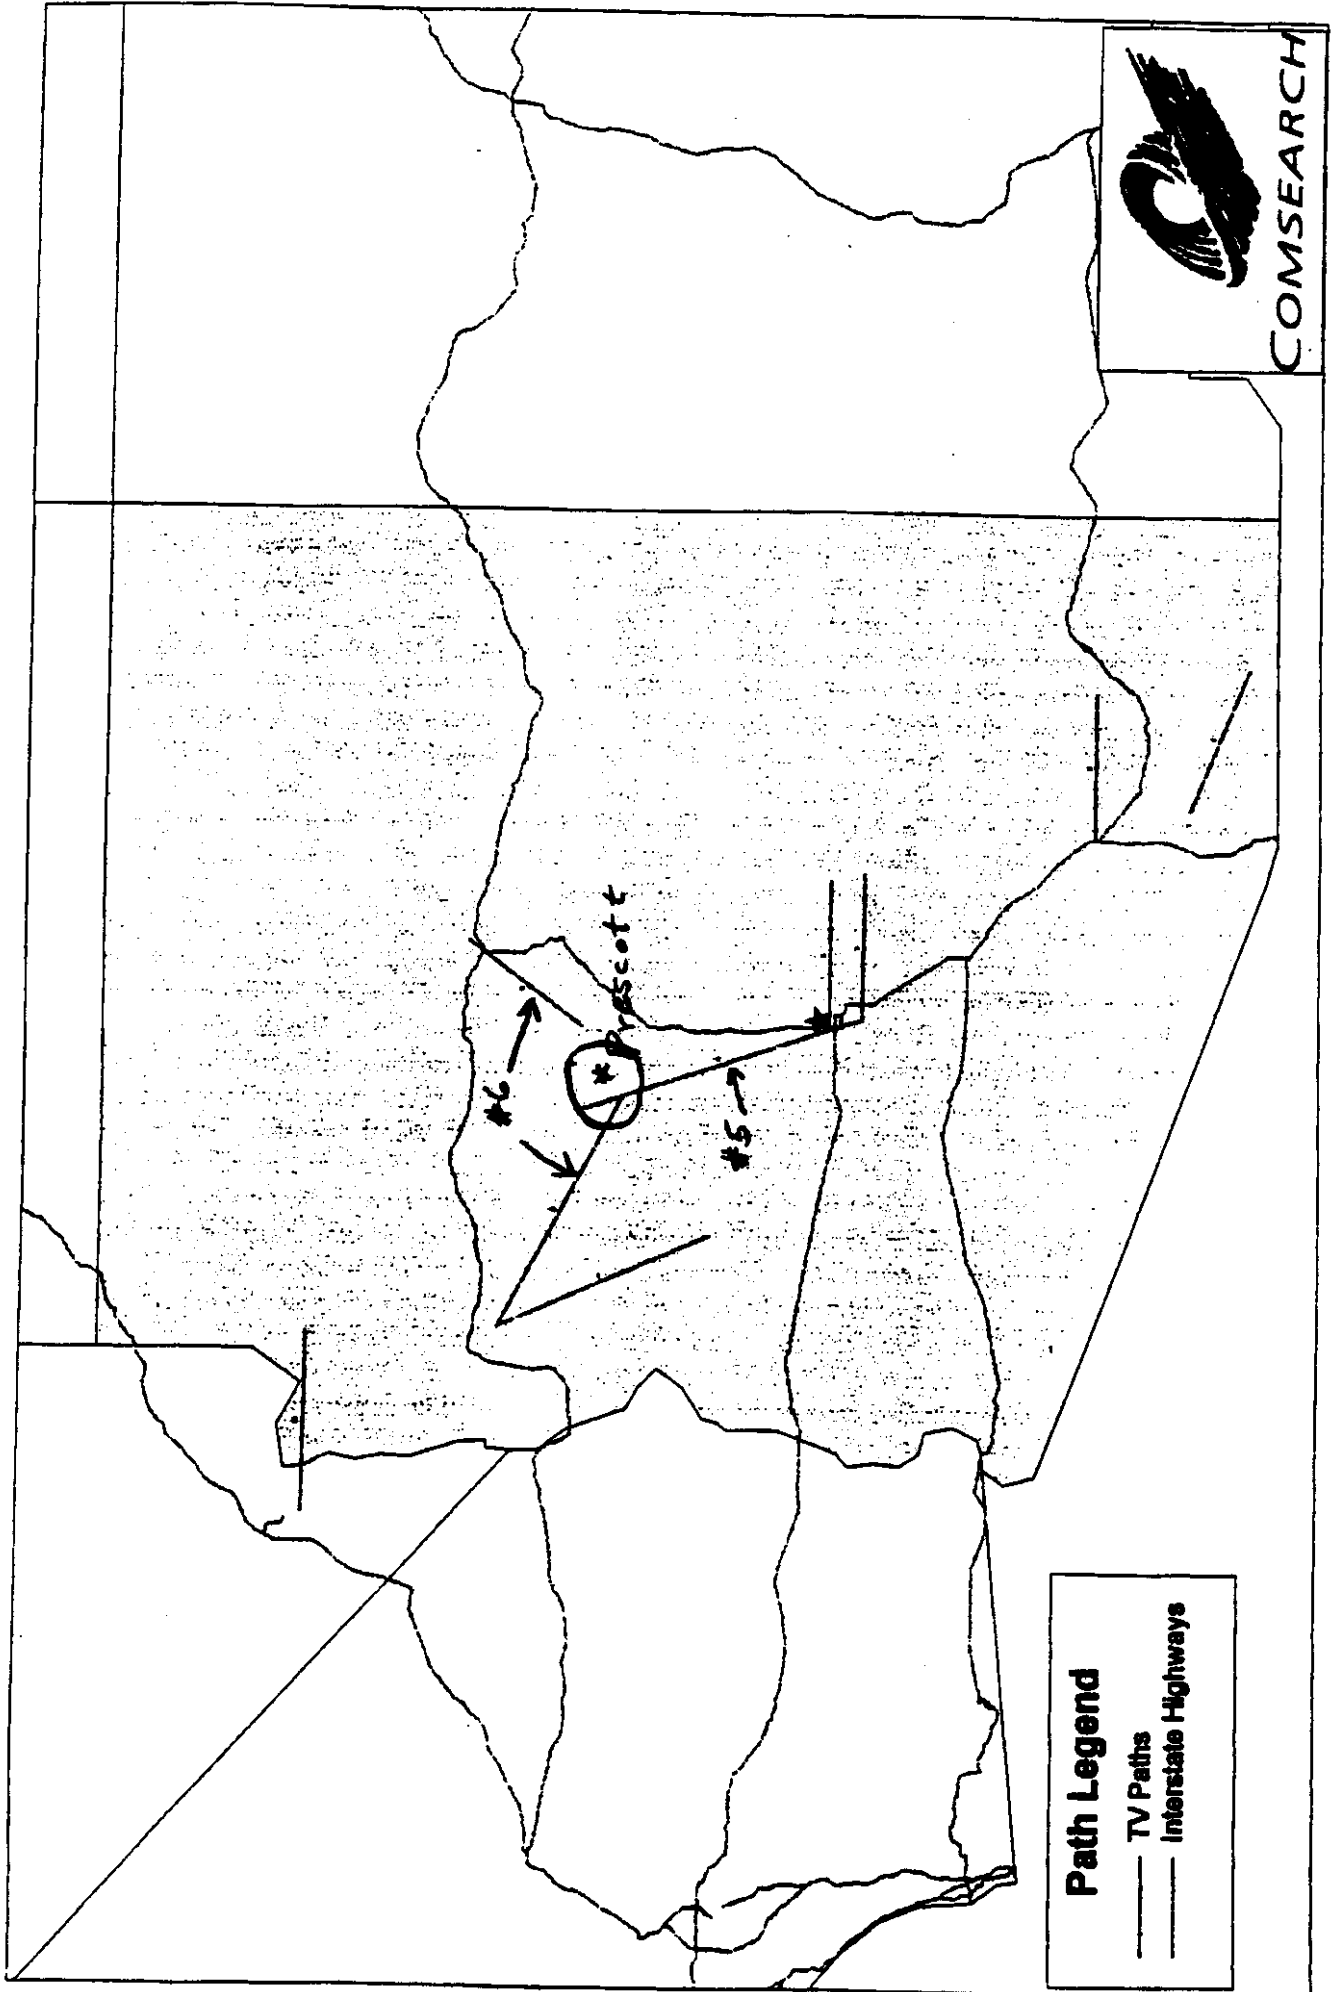 COMSEARCH
#6
* Prescott
#5
Path Legend
TV Paths
Interstate Highways